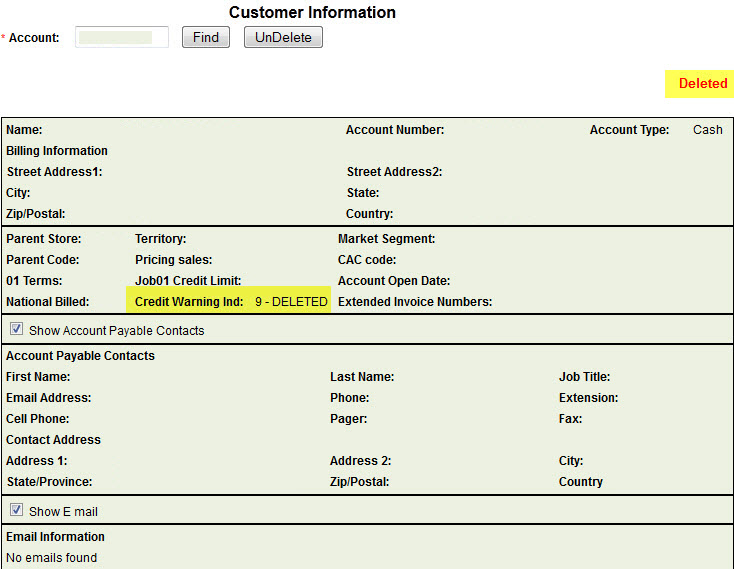 Customer Information
* Account: Find UnDelete
Deleted
Name: Account Number: Account Type: Cash
Billing Information
Street Address1: Street Address2:
City: State:
Zip/Postal: Country:
Parent Store: Territory: Market Segment:
Parent Code: Pricing sales: CAC code:
01 Terms: Job01 Credit Limit: Account Open Date:
National Billed: Credit Warning Ind: 9 - DELETED Extended Invoice Numbers:
Show Account Payable Contacts
Account Payable Contacts
First Name: Last Name: Job Title:
Email Address: Phone: Extension:
Cell Phone: Pager: Fax:
Contact Address
Address 1: Address 2: City:
State/Province: Zip/Postal: Country
Show E mail
Email Information
No emails found